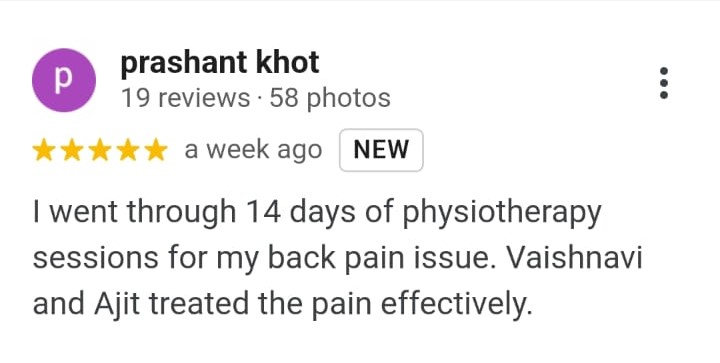 p
prashant khot
19 reviews · 58 photos
a week ago NEW
I went through 14 days of physiotherapy
sessions for my back pain issue. Vaishnavi
and Ajit treated the pain effectively.